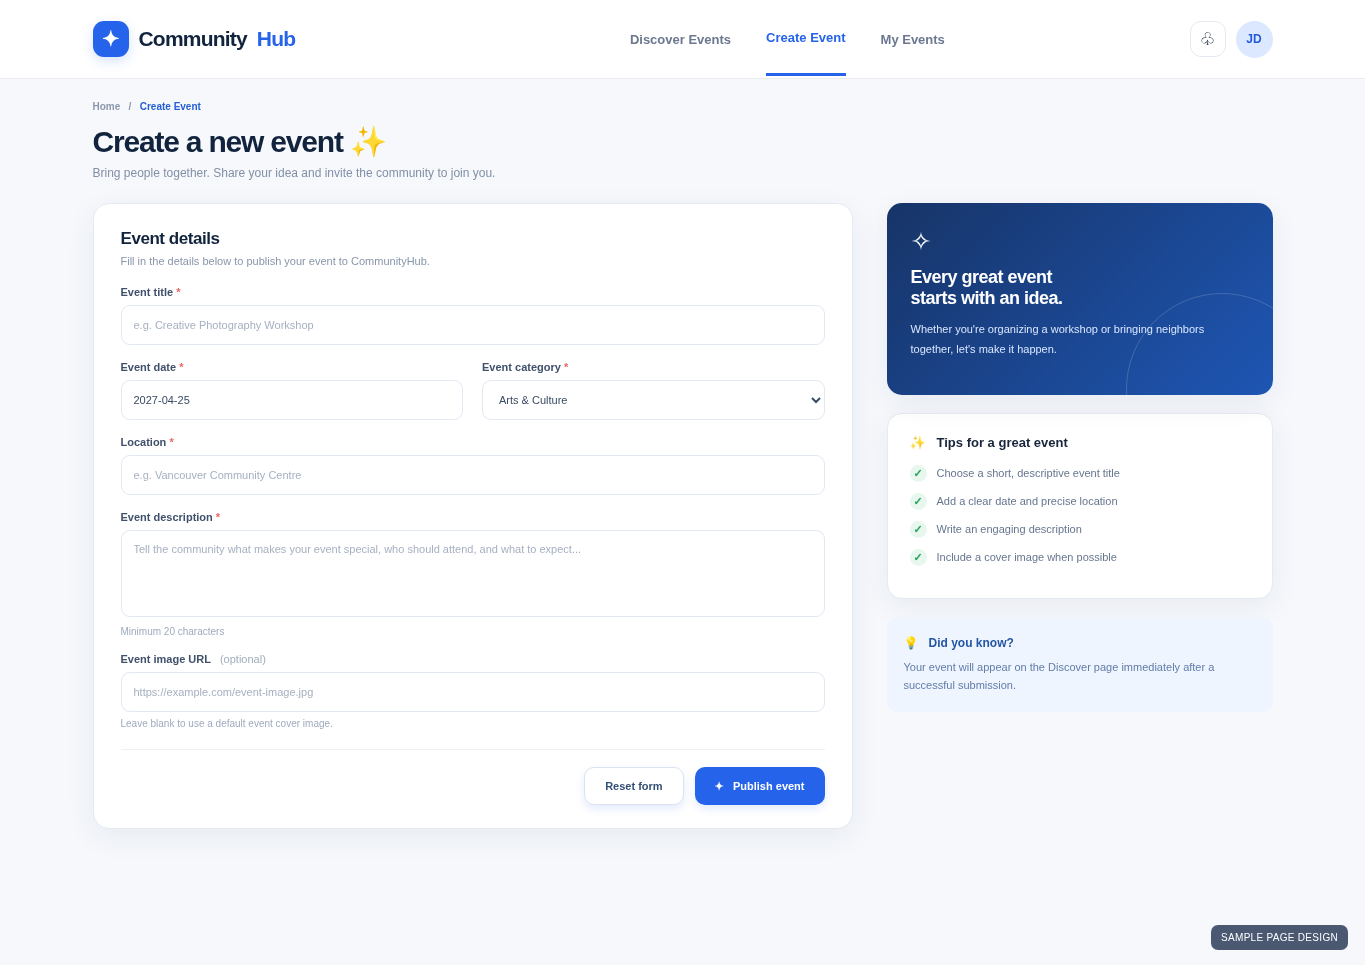 ✦ Community Hub
Discover Events
Create Event
My Events
JD
Home / Create Event
Create a new event ✨
Bring people together. Share your idea and invite the community to join you.
Event details
Fill in the details below to publish your event to CommunityHub.
Event title *
e.g. Creative Photography Workshop
Event date *
Event category *
2027-04-25
Arts & Culture
Location *
e.g. Vancouver Community Centre
Event description *
Tell the community what makes your event special, who should attend, and what to expect...
Minimum 20 characters
Event image URL (optional)
https://example.com/event-image.jpg
Leave blank to use a default event cover image.
Reset form
✦ Publish event
Every great event
starts with an idea.
Whether you're organizing a workshop or bringing neighbors
together, let's make it happen.
✨ Tips for a great event
✓ Choose a short, descriptive event title
✓ Add a clear date and precise location
✓ Write an engaging description
✓ Include a cover image when possible
💡 Did you know?
Your event will appear on the Discover page immediately after a
successful submission.
SAMPLE PAGE DESIGN